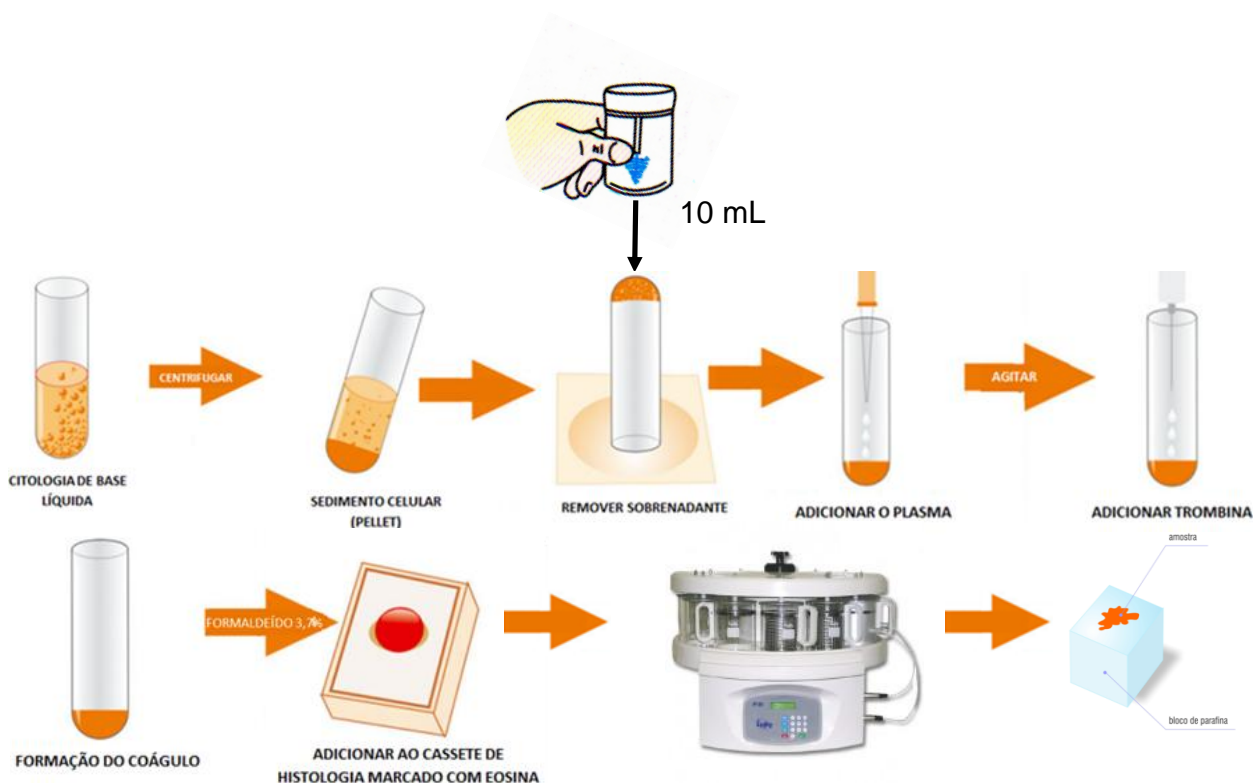 10 mL
CENTRIFUGAR
AGITAR
CITOLOGIA DE BASE
LÍQUIDA
SEDIMENTO CELULAR
(PELLET)
REMOVER SOBRENADANTE
ADICIONAR O PLASMA
ADICIONAR TROMBINA
FORMALDEÍDO 3,7%
amostra
bloco de parafina
FORMAÇÃO DO COÁGULO
ADICIONAR AO CASSETE DE
HISTOLOGIA MARCADO COM EOSINA